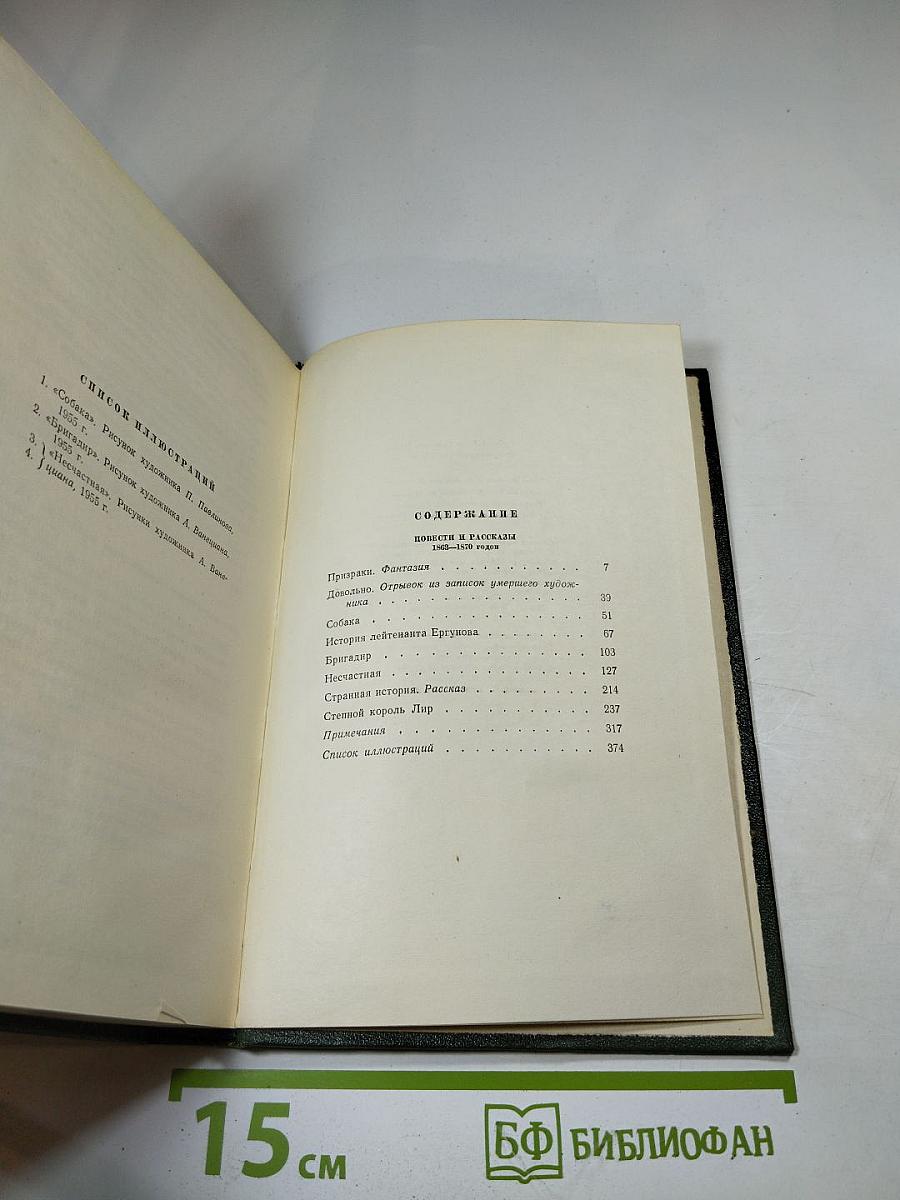 СПИСОК ИЛЛЮСТРАЦИЙ
1. «Собака». Рисунок художника П. Павлинова,
1955 г.
2. «Бригадир». Рисунок художника А. Ванециана,
1955 г.
3. } «Несчастная». Рисунки художника А. Ване-
4. } циана, 1955 г.
СОДЕРЖАНИЕ
ПОВЕСТИ И РАССКАЗЫ
1863—1870 годов
Призраки. Фантазия . . . . . . . . . . . 7
Довольно. Отрывок из записок умершего худож-
ника . . . . . . . . . . . . . . . . 39
Собака . . . . . . . . . . . . . . . . 51
История лейтенанта Ергунова . . . . . . . . 67
Бригадир . . . . . . . . . . . . . . . 103
Несчастная . . . . . . . . . . . . . . 127
Странная история. Рассказ . . . . . . . . . 214
Степной король Лир . . . . . . . . . . . 237
Примечания . . . . . . . . . . . . . . 317
Список иллюстраций . . . . . . . . . . . 374
15 см
БФ БИБЛИОФАН